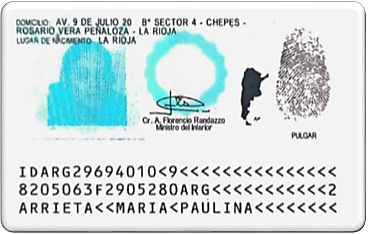 DOMICILIO: AV. 9 DE JULIO 20 Bº SECTOR 4 - CHEPES -
ROSARIO VERA PEÑALOZA - LA RIOJA
LUGAR DE NACIMIENTO: LA RIOJA
Cr. A. Florencio Randazzo
Ministro del Interior
PULGAR
IDARG29694010<9<<<<<<<<<<<<<<<
8205063F2905280ARG<<<<<<<<<<<2
ARRIETA<<MARIA<PAULINA<<<<<<<<